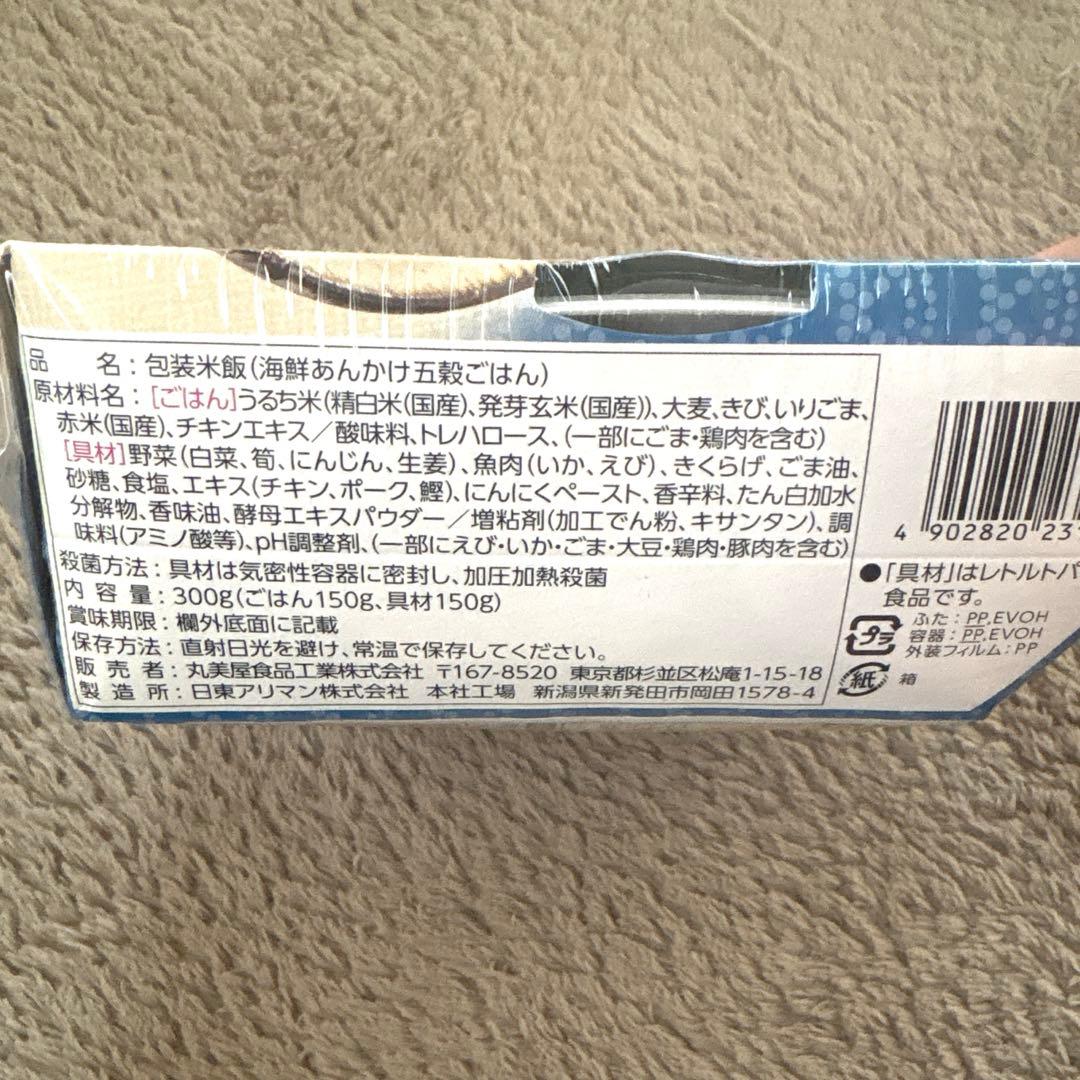 品 名：包装米飯(海鮮あんかけ五穀ごはん)
原材料名：[ごはん]うるち米(精白米(国産)、発芽玄米(国産))、大麦、きび、いりごま、
赤米(国産)、チキンエキス／酸味料、トレハロース、(一部にごま・鶏肉を含む)
[具材]野菜(白菜、筍、にんじん、生姜)、魚肉(いか、えび)、きくらげ、ごま油、
砂糖、食塩、エキス(チキン、ポーク、鰹)、にんにくペースト、香辛料、たん白加水
分解物、香味油、酵母エキスパウダー／増粘剤(加工でん粉、キサンタン)、調
味料(アミノ酸等)、pH調整剤、(一部にえび・いか・ごま・大豆・鶏肉・豚肉を含む)
殺菌方法：具材は気密性容器に密封し、加圧加熱殺菌
内 容 量：300g(ごはん150g、具材150g)
賞味期限：欄外底面に記載
保存方法：直射日光を避け、常温で保存してください。
販 売 者：丸美屋食品工業株式会社 〒167-8520 東京都杉並区松庵1-15-18
製 造 所：日東アリマン株式会社 本社工場 新潟県新発田市岡田1578-4
4 902820 231
●「具材」はレトルトパ
食品です。
プラ
ふた：PP,EVOH
容器：PP,EVOH
外装フィルム：PP
紙 箱